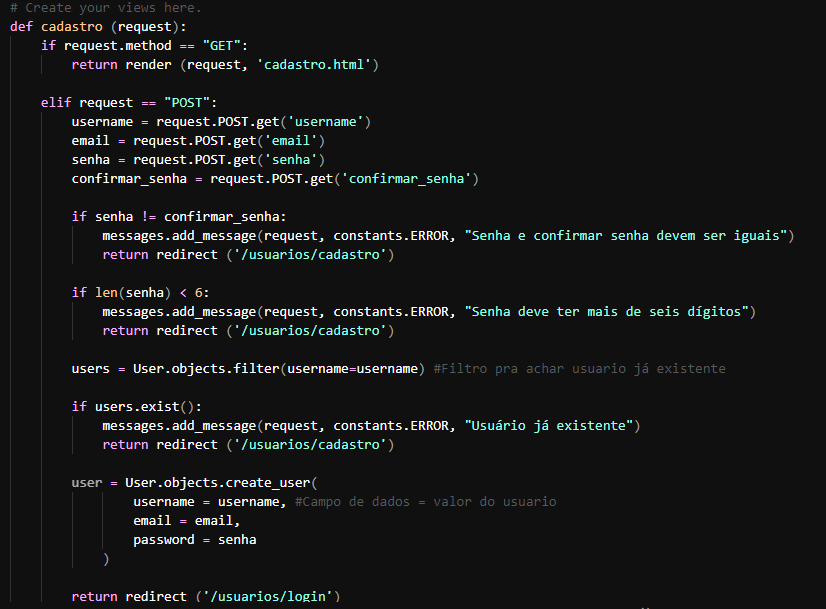 # Create your views here.
def cadastro (request):
    if request.method == "GET":
        return render (request, 'cadastro.html')
    elif request == "POST":
        username = request.POST.get('username')
        email = request.POST.get('email')
        senha = request.POST.get('senha')
        confirmar_senha = request.POST.get('confirmar_senha')
        if senha != confirmar_senha:
            messages.add_message(request, constants.ERROR, "Senha e confirmar senha devem ser iguais")
            return redirect ('/usuarios/cadastro')
        if len(senha) < 6:
            messages.add_message(request, constants.ERROR, "Senha deve ter mais de seis dígitos")
            return redirect ('/usuarios/cadastro')
        users = User.objects.filter(username=username) #Filtro pra achar usuario já existente
        if users.exist():
            messages.add_message(request, constants.ERROR, "Usuário já existente")
            return redirect ('/usuarios/cadastro')
        user = User.objects.create_user(
                username = username, #Campo de dados = valor do usuario
                email = email,
                password = senha
            )
        return redirect ('/usuarios/login')